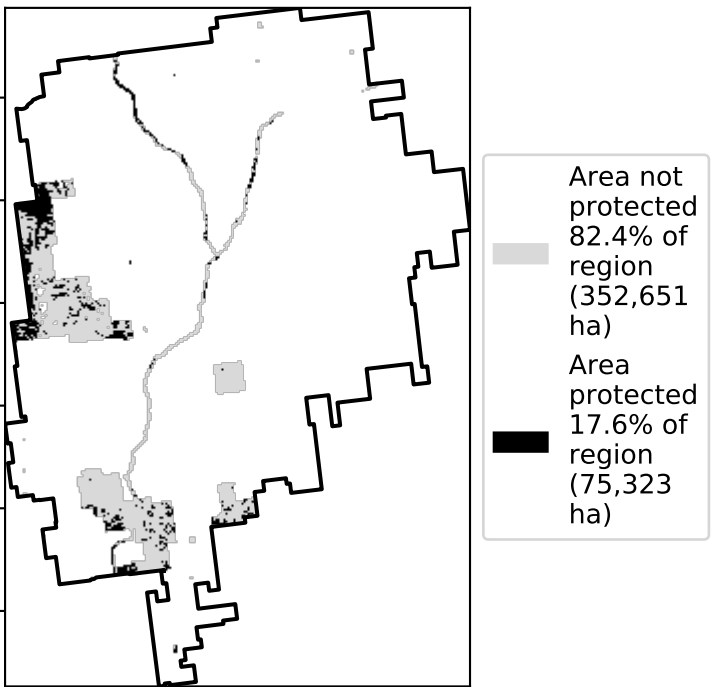 Area not
protected
82.4% of
region
(352,651
ha)
Area
protected
17.6% of
region
(75,323
ha)